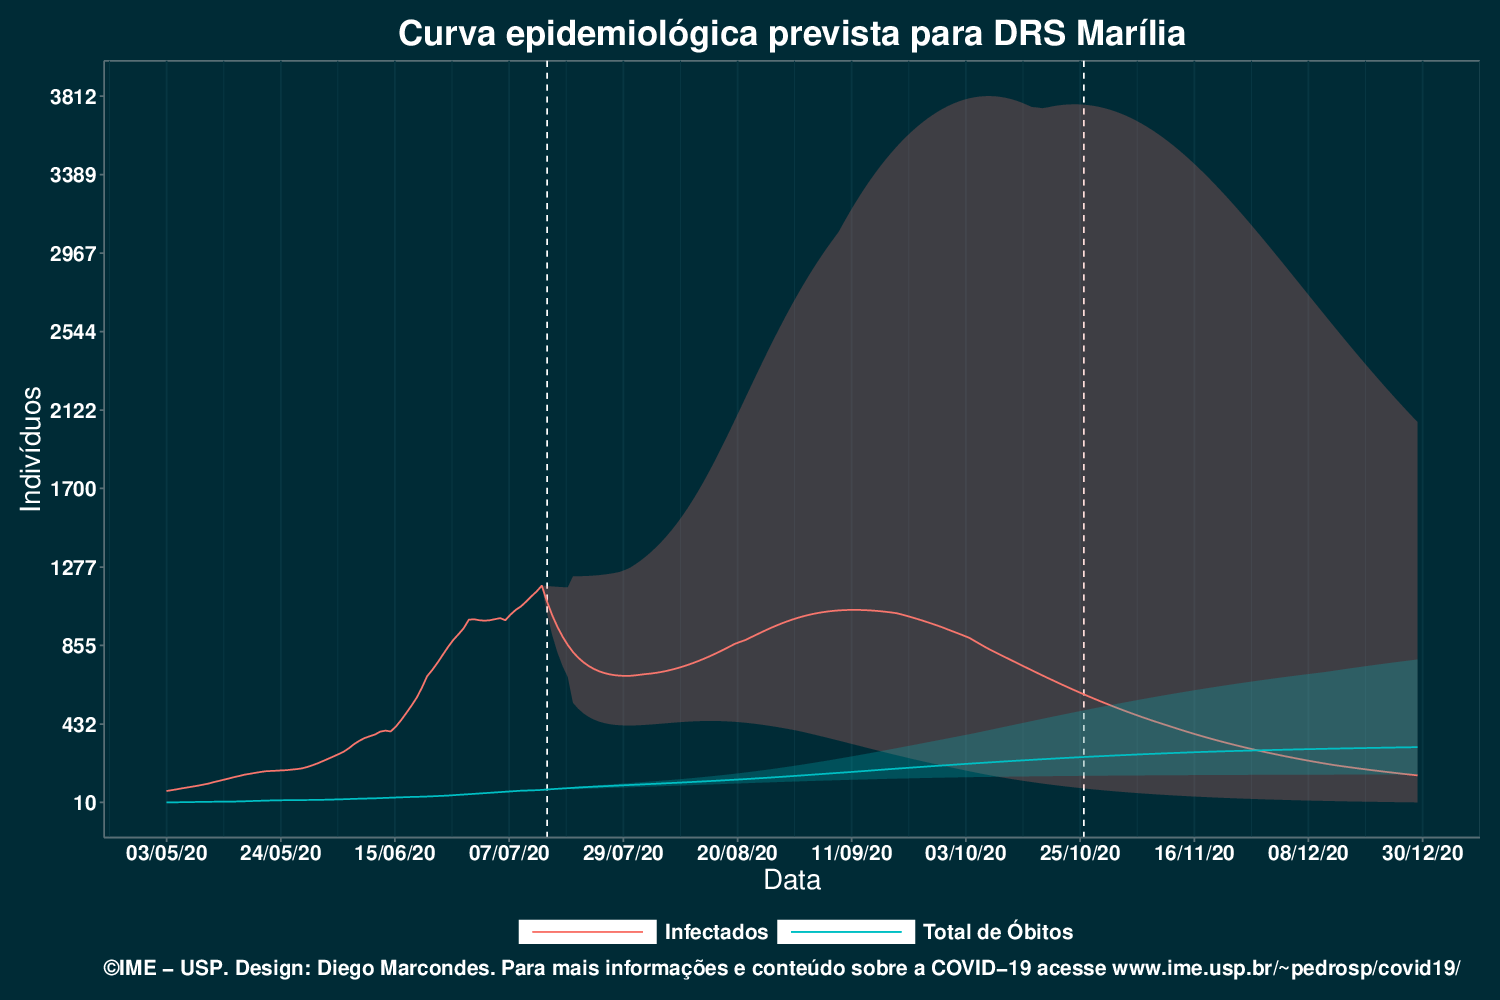 Curva epidemiológica prevista para DRS Marília
3812
3389
2967
2544
2122
1700
1277
855
432
10
Indivíduos
03/05/20 24/05/20 15/06/20 07/07/20 29/07/20 20/08/20 11/09/20 03/10/20 25/10/20 16/11/20 08/12/20 30/12/20
Data
Infectados Total de Óbitos
©IME − USP. Design: Diego Marcondes. Para mais informações e conteúdo sobre a COVID−19 acesse www.ime.usp.br/~pedrosp/covid19/